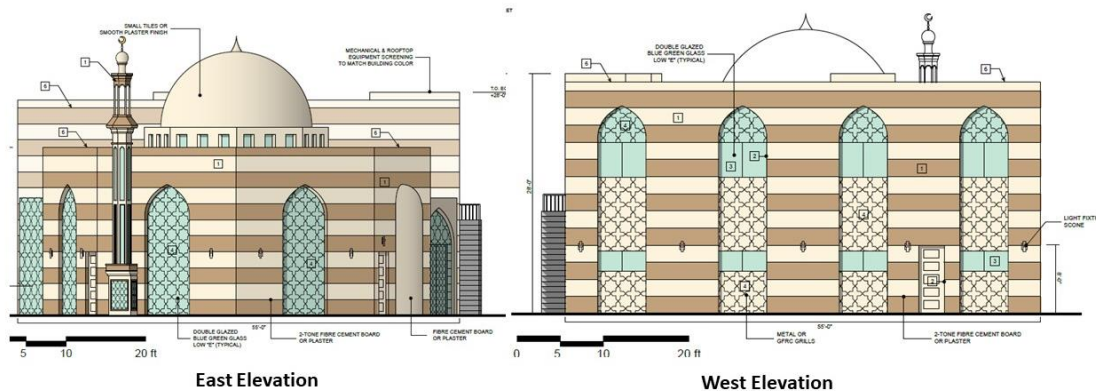 SMALL TILES OR
SMOOTH PLASTER FINISH
1
MECHANICAL & ROOFTOP
EQUIPMENT SCREENING
TO MATCH BUILDING COLOR
6
6
6
1
1
4
4
55'-0"
DOUBLE GLAZED
BLUE GREEN GLASS
LOW "E" (TYPICAL)
2-TONE FIBRE CEMENT BOARD
OR PLASTER
FIBRE CEMENT BOARD
OR PLASTER
5 10 20 ft
East Elevation
ET
DOUBLE GLAZED
BLUE GREEN GLASS
LOW "E" (TYPICAL)
6
6
4
1
2
3
1
4
3
2
4
LIGHT FIXT
SCONE
55'-0"
METAL OR
GFRC GRILLS
2-TONE FIBRE CEMENT BOARD
OR PLASTER
0 5 10 20 ft
West Elevation